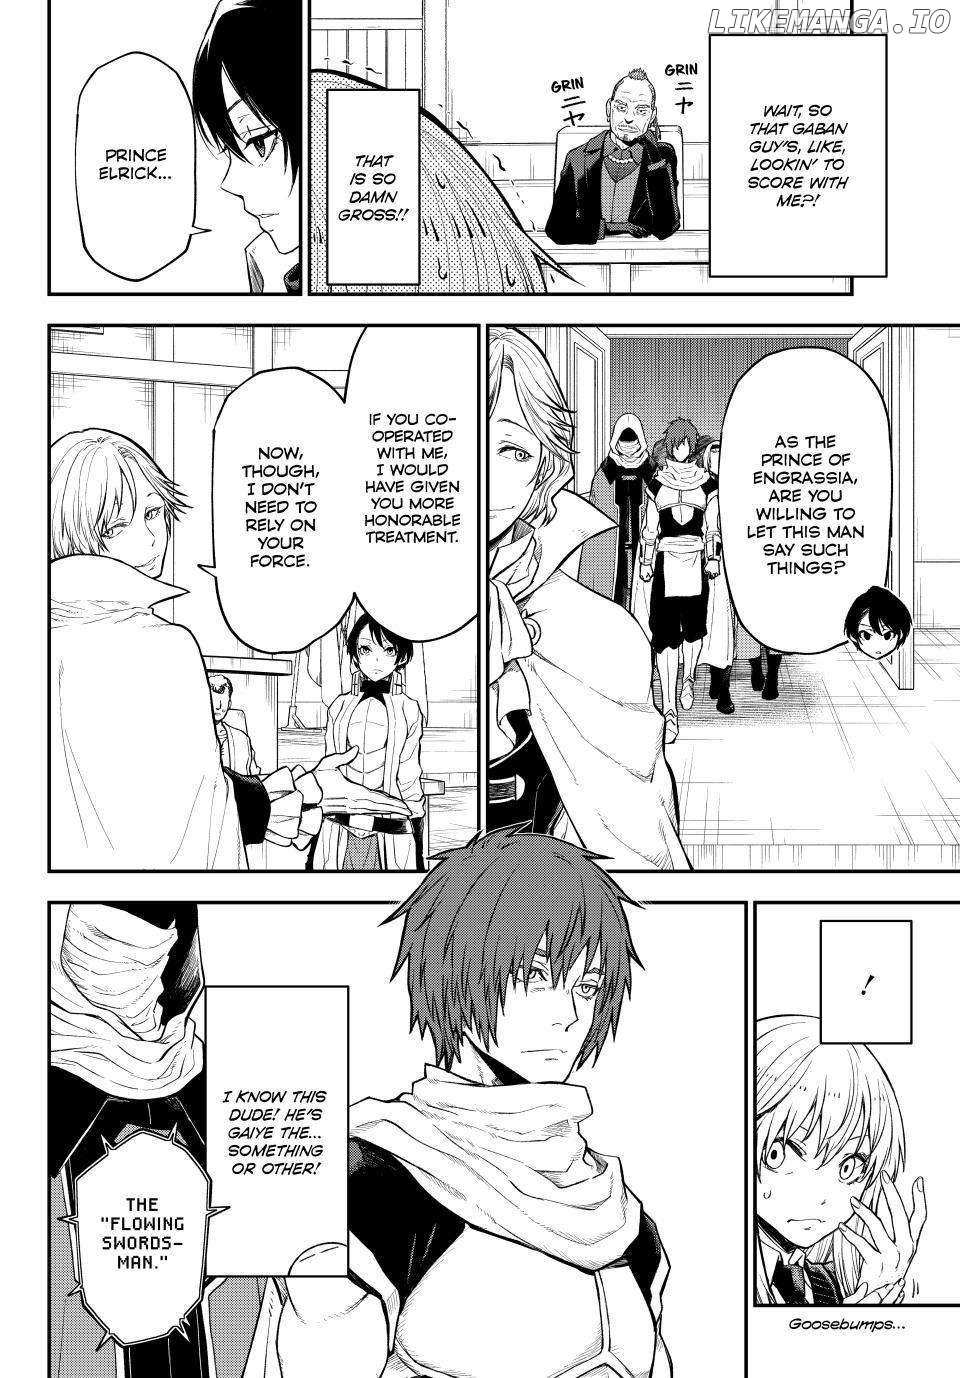 LIKEMANGA.IO
WAIT, SO
THAT GABAN
GUY'S, LIKE,
LOOKIN' TO
SCORE WITH
ME?!
GRIN
ニヤ
GRIN
ニヤ
THAT
IS SO
DAMN
GROSS!!
PRINCE
ELRICK...
AS THE
PRINCE OF
ENGRASSIA,
ARE YOU
WILLING TO
LET THIS MAN
SAY SUCH
THINGS?
IF YOU CO-
OPERATED
WITH ME,
I WOULD
HAVE GIVEN
YOU MORE
HONORABLE
TREATMENT.
NOW,
THOUGH,
I DON'T
NEED TO
RELY ON
YOUR
FORCE.
!
Goosebumps...
I KNOW THIS
DUDE! HE'S
GAIYE THE...
SOMETHING
OR OTHER!
THE
"FLOWING
SWORDS-
MAN."